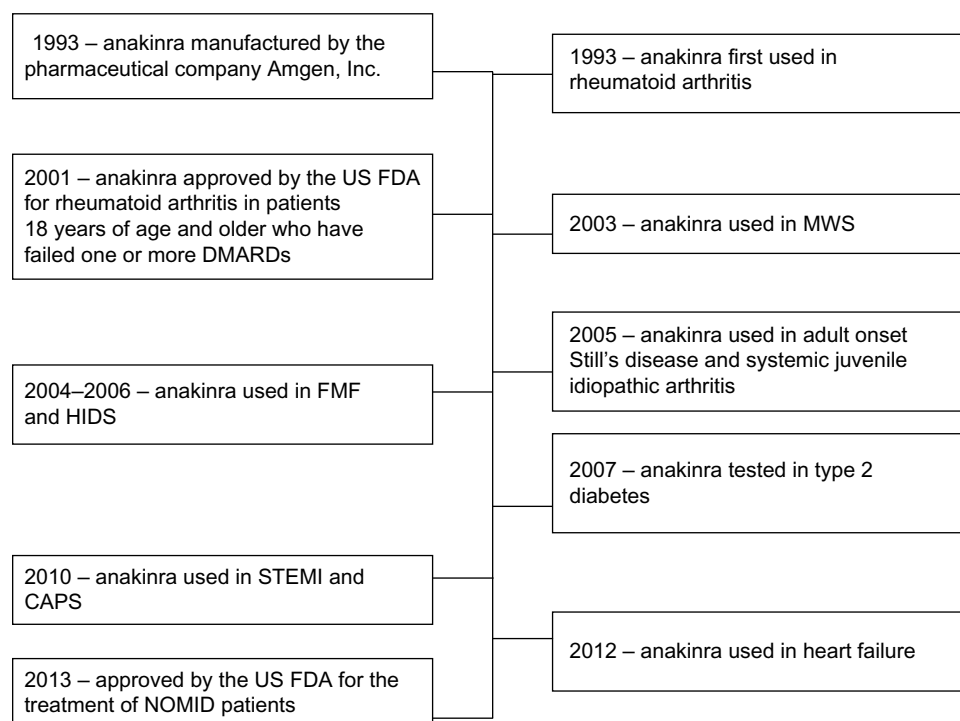 1993 – anakinra manufactured by the
pharmaceutical company Amgen, Inc.
1993 – anakinra first used in
rheumatoid arthritis
2001 – anakinra approved by the US FDA
for rheumatoid arthritis in patients
18 years of age and older who have
failed one or more DMARDs
2003 – anakinra used in MWS
2005 – anakinra used in adult onset
Still’s disease and systemic juvenile
idiopathic arthritis
2004–2006 – anakinra used in FMF
and HIDS
2007 – anakinra tested in type 2
diabetes
2010 – anakinra used in STEMI and
CAPS
2012 – anakinra used in heart failure
2013 – approved by the US FDA for the
treatment of NOMID patients